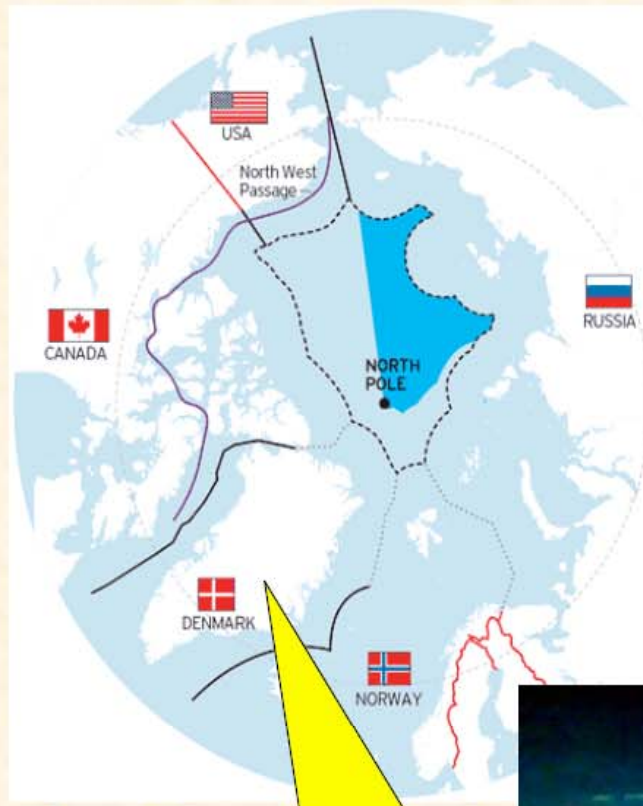 USA
North West
Passage
CANADA
RUSSIA
NORTH
POLE
DENMARK
NORWAY